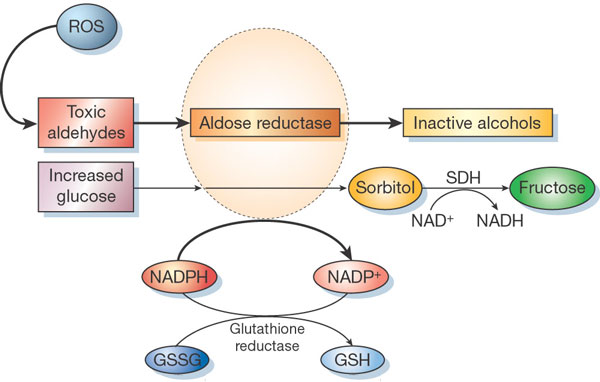 ROS
Toxic
aldehydes
Aldose reductase
Inactive alcohols
Increased
glucose
Sorbitol
SDH
Fructose
NAD+
NADH
NADPH
NADP+
Glutathione
reductase
GSSG
GSH